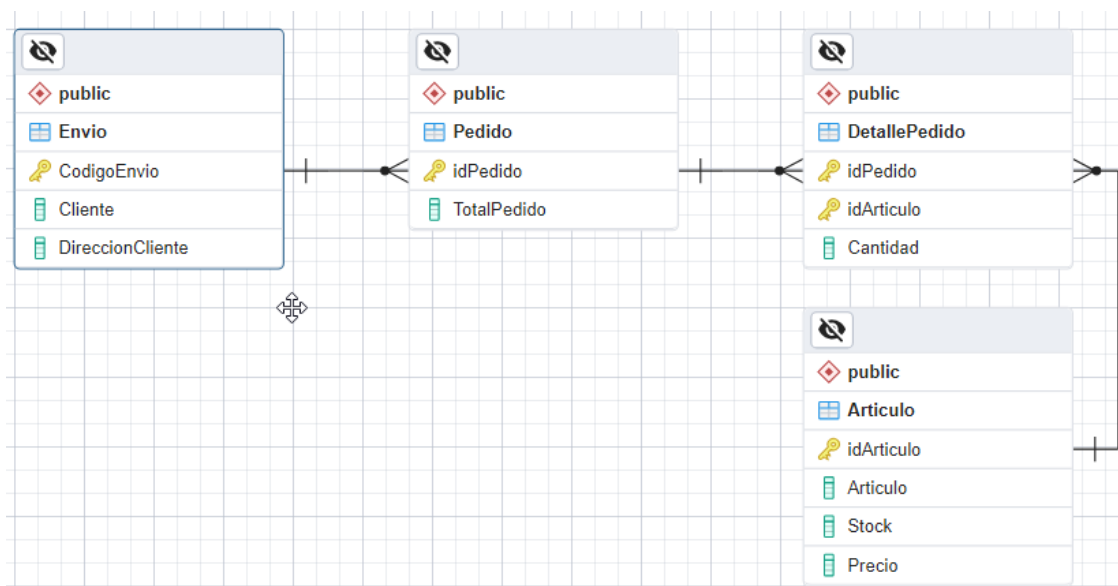 public
Envio
CodigoEnvio
Cliente
DireccionCliente
public
Pedido
idPedido
TotalPedido
public
DetallePedido
idPedido
idArticulo
Cantidad
public
Articulo
idArticulo
Articulo
Stock
Precio